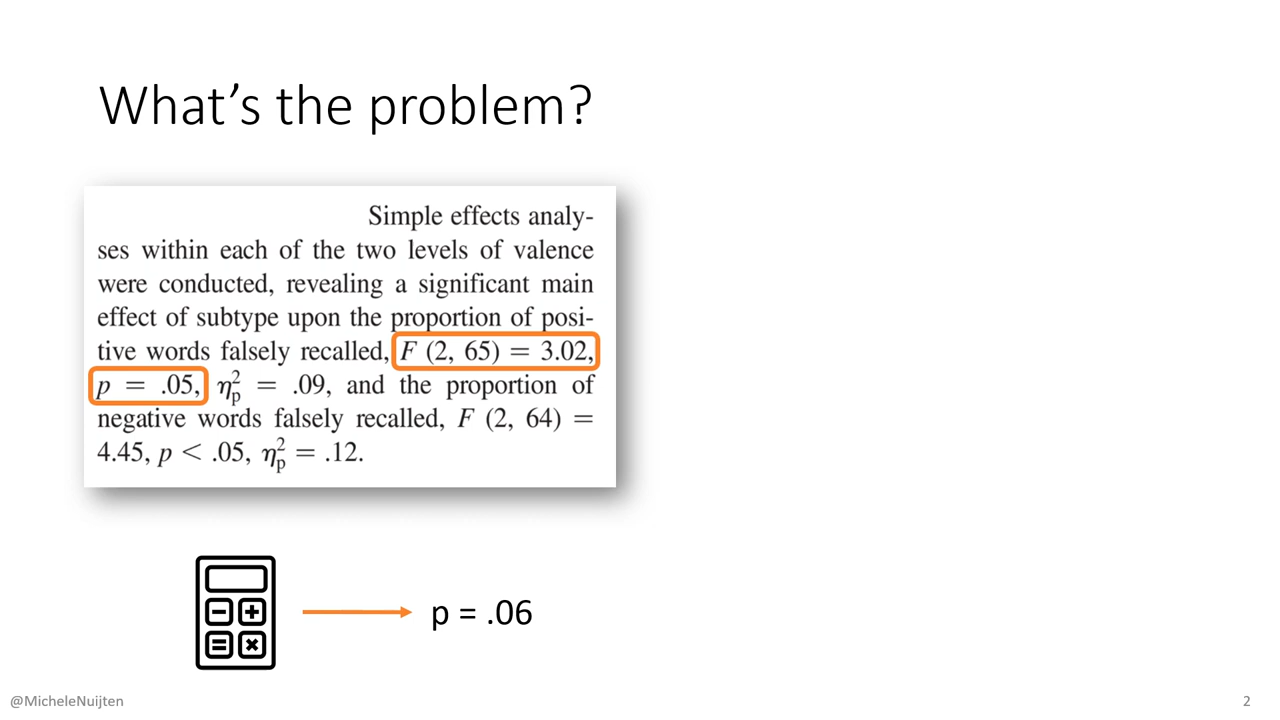 What's the problem?
Simple effects analy-
ses within each of the two levels of valence
were conducted, revealing a significant main
effect of subtype upon the proportion of posi-
tive words falsely recalled, F (2, 65) = 3.02,
p = .05, η²ₚ = .09, and the proportion of
negative words falsely recalled, F (2, 64) =
4.45, p < .05, η²ₚ = .12.
p = .06
@MicheleNuijten
2